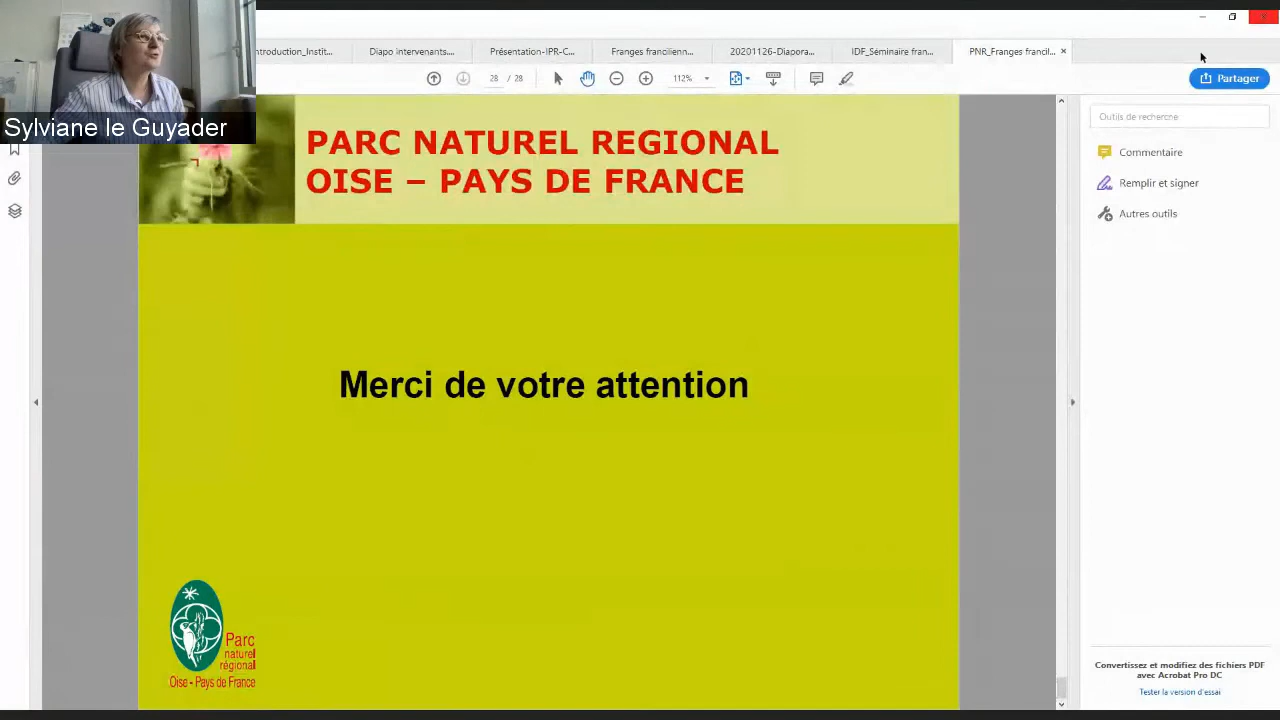 Sylviane le Guyader
Introduction_Instit...
Diapo intervenants....
Présentation-IPR-C...
Franges franciliènn...
20201126-Diapora...
IDF_Séminaire fran...
PNR_Franges francil...
28 / 28
112%
Partager
PARC NATUREL REGIONAL
OISE – PAYS DE FRANCE
Merci de votre attention
Parc
naturel
régional
Oise - Pays de France
Outils de recherche
Commentaire
Remplir et signer
Autres outils
Convertissez et modifiez des fichiers PDF
avec Acrobat Pro DC
Tester la version d'essai